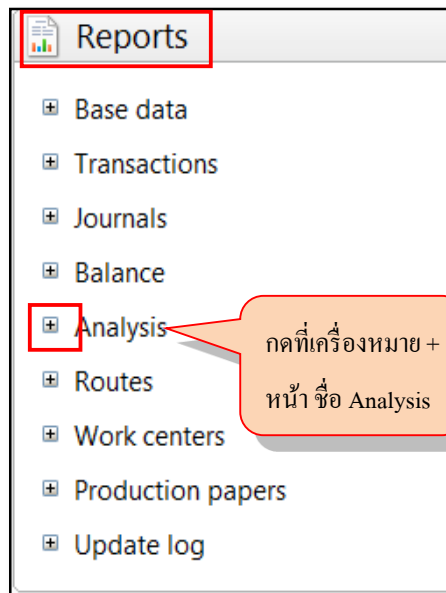 Reports
Base data
Transactions
Journals
Balance
Analysis
กดที่เครื่องหมาย +
หน้า ชื่อ Analysis
Routes
Work centers
Production papers
Update log